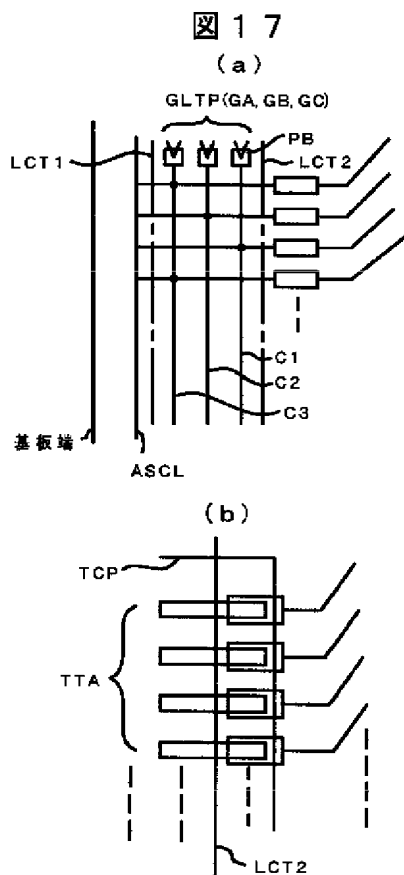 図１７
(a)
GLTP(GA,GB,GC)
PB
LCT1
LCT2
C1
C2
C3
基板端
ASCL
(b)
TCP
TTA
LCT2